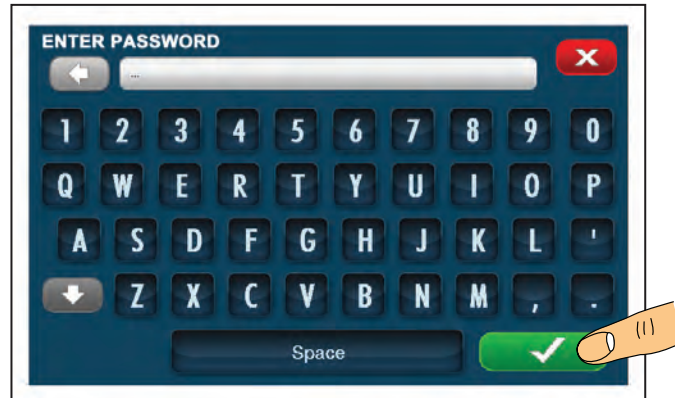 ENTER PASSWORD
...
1 2 3 4 5 6 7 8 9 0
Q W E R T Y U I O P
A S D F G H J K L '
Z X C V B N M , .
Space